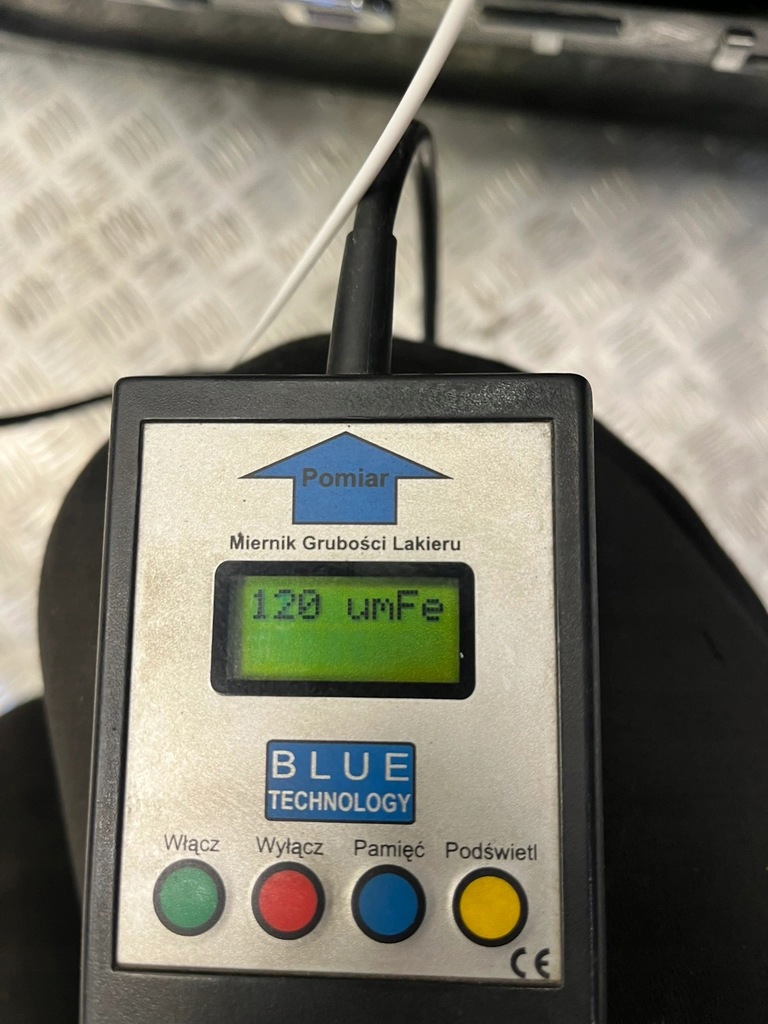 Pomiar
Miernik Grubości Lakieru
120 umFe
BLUE
TECHNOLOGY
Włącz Wyłącz Pamięć Podświetl
CE